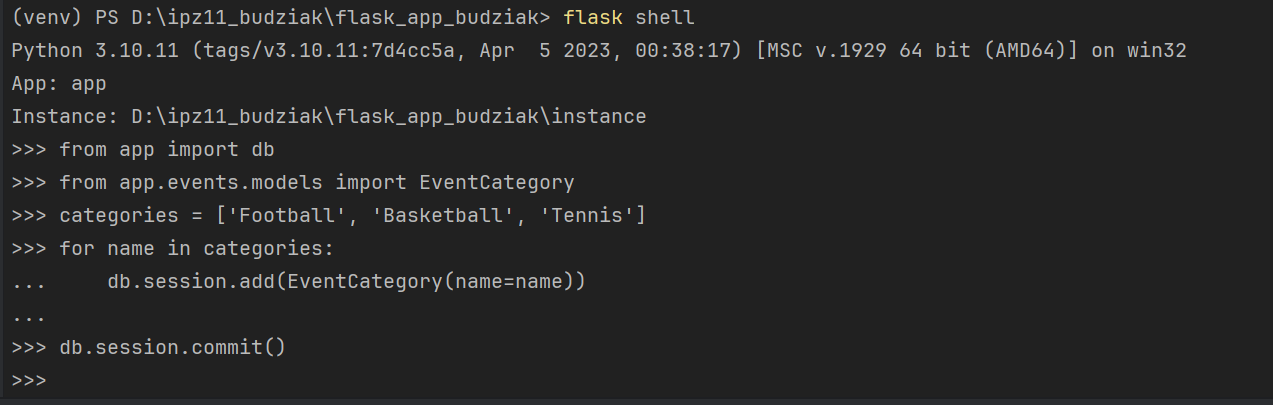 (venv) PS D:\ipz11_budziak\flask_app_budziak> flask shell
Python 3.10.11 (tags/v3.10.11:7d4cc5a, Apr  5 2023, 00:38:17) [MSC v.1929 64 bit (AMD64)] on win32
App: app
Instance: D:\ipz11_budziak\flask_app_budziak\instance
>>> from app import db
>>> from app.events.models import EventCategory
>>> categories = ['Football', 'Basketball', 'Tennis']
>>> for name in categories:
...     db.session.add(EventCategory(name=name))
...
>>> db.session.commit()
>>>